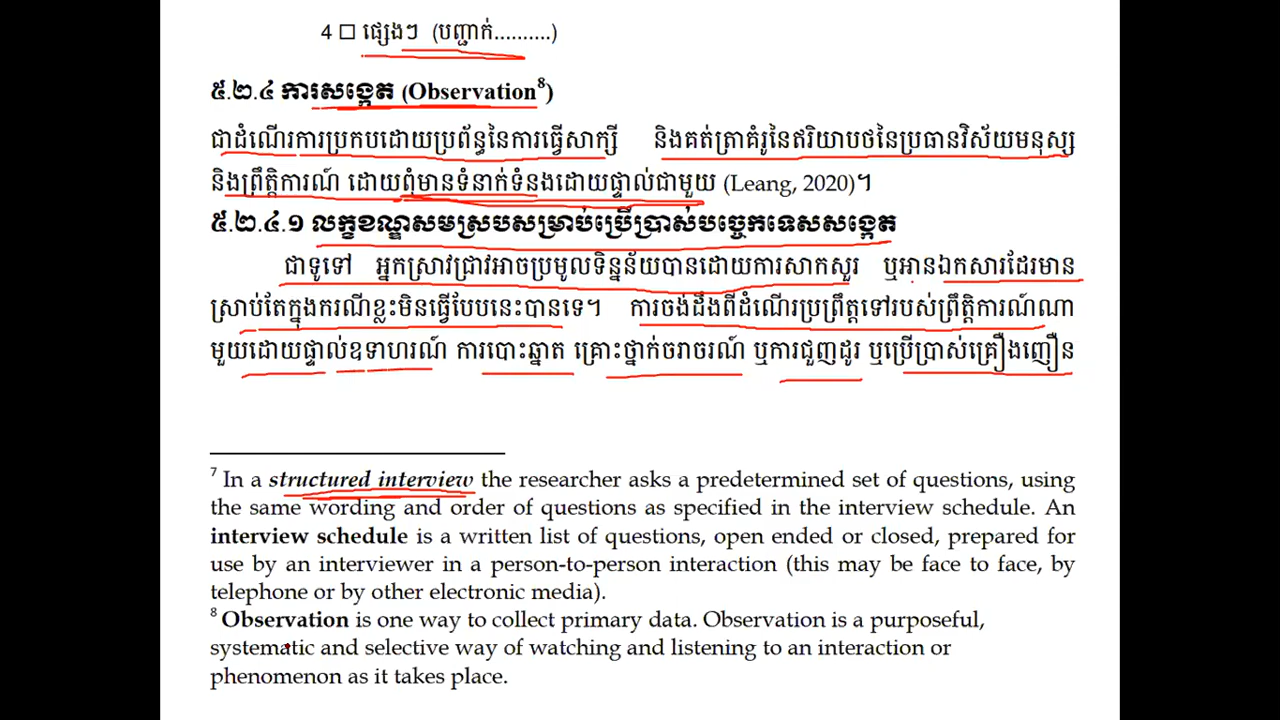 4 □ ផ្សេងៗ (បញ្ជាក់..........)
៥.២.៤ ការសង្កេត (Observation⁸)
ជាដំណើរការប្រកបដោយប្រព័ន្ធនៃការធ្វើសាក្សី និងគត់ត្រាគំរូនៃឥរិយាបថនៃប្រធានវិស័យមនុស្ស
និងព្រឹត្តិការណ៍ ដោយពុំមានទំនាក់ទំនងដោយផ្ទាល់ជាមួយ (Leang, 2020)។
៥.២.៤.១ លក្ខខណ្ឌសមស្របសម្រាប់ប្រើប្រាស់បច្ចេកទេសសង្កេត
ជាទូទៅ អ្នកស្រាវជ្រាវអាចប្រមូលទិន្នន័យបានដោយការសាកសួរ ឬអានឯកសារដែរមាន
ស្រាប់តែក្នុងករណីខ្លះមិនធ្វើបែបនេះបានទេ។ ការចង់ដឹងពីដំណើរប្រព្រឹត្តទៅរបស់ព្រឹត្តិការណ៍ណា
មួយដោយផ្ទាល់ឧទាហរណ៍ ការបោះឆ្នោត គ្រោះថ្នាក់ចរាចរណ៍ ឬការជួញដូរ ឬប្រើប្រាស់គ្រឿងញៀន
⁷ In a structured interview the researcher asks a predetermined set of questions, using
the same wording and order of questions as specified in the interview schedule. An
interview schedule is a written list of questions, open ended or closed, prepared for
use by an interviewer in a person-to-person interaction (this may be face to face, by
telephone or by other electronic media).
⁸ Observation is one way to collect primary data. Observation is a purposeful,
systematic and selective way of watching and listening to an interaction or
phenomenon as it takes place.